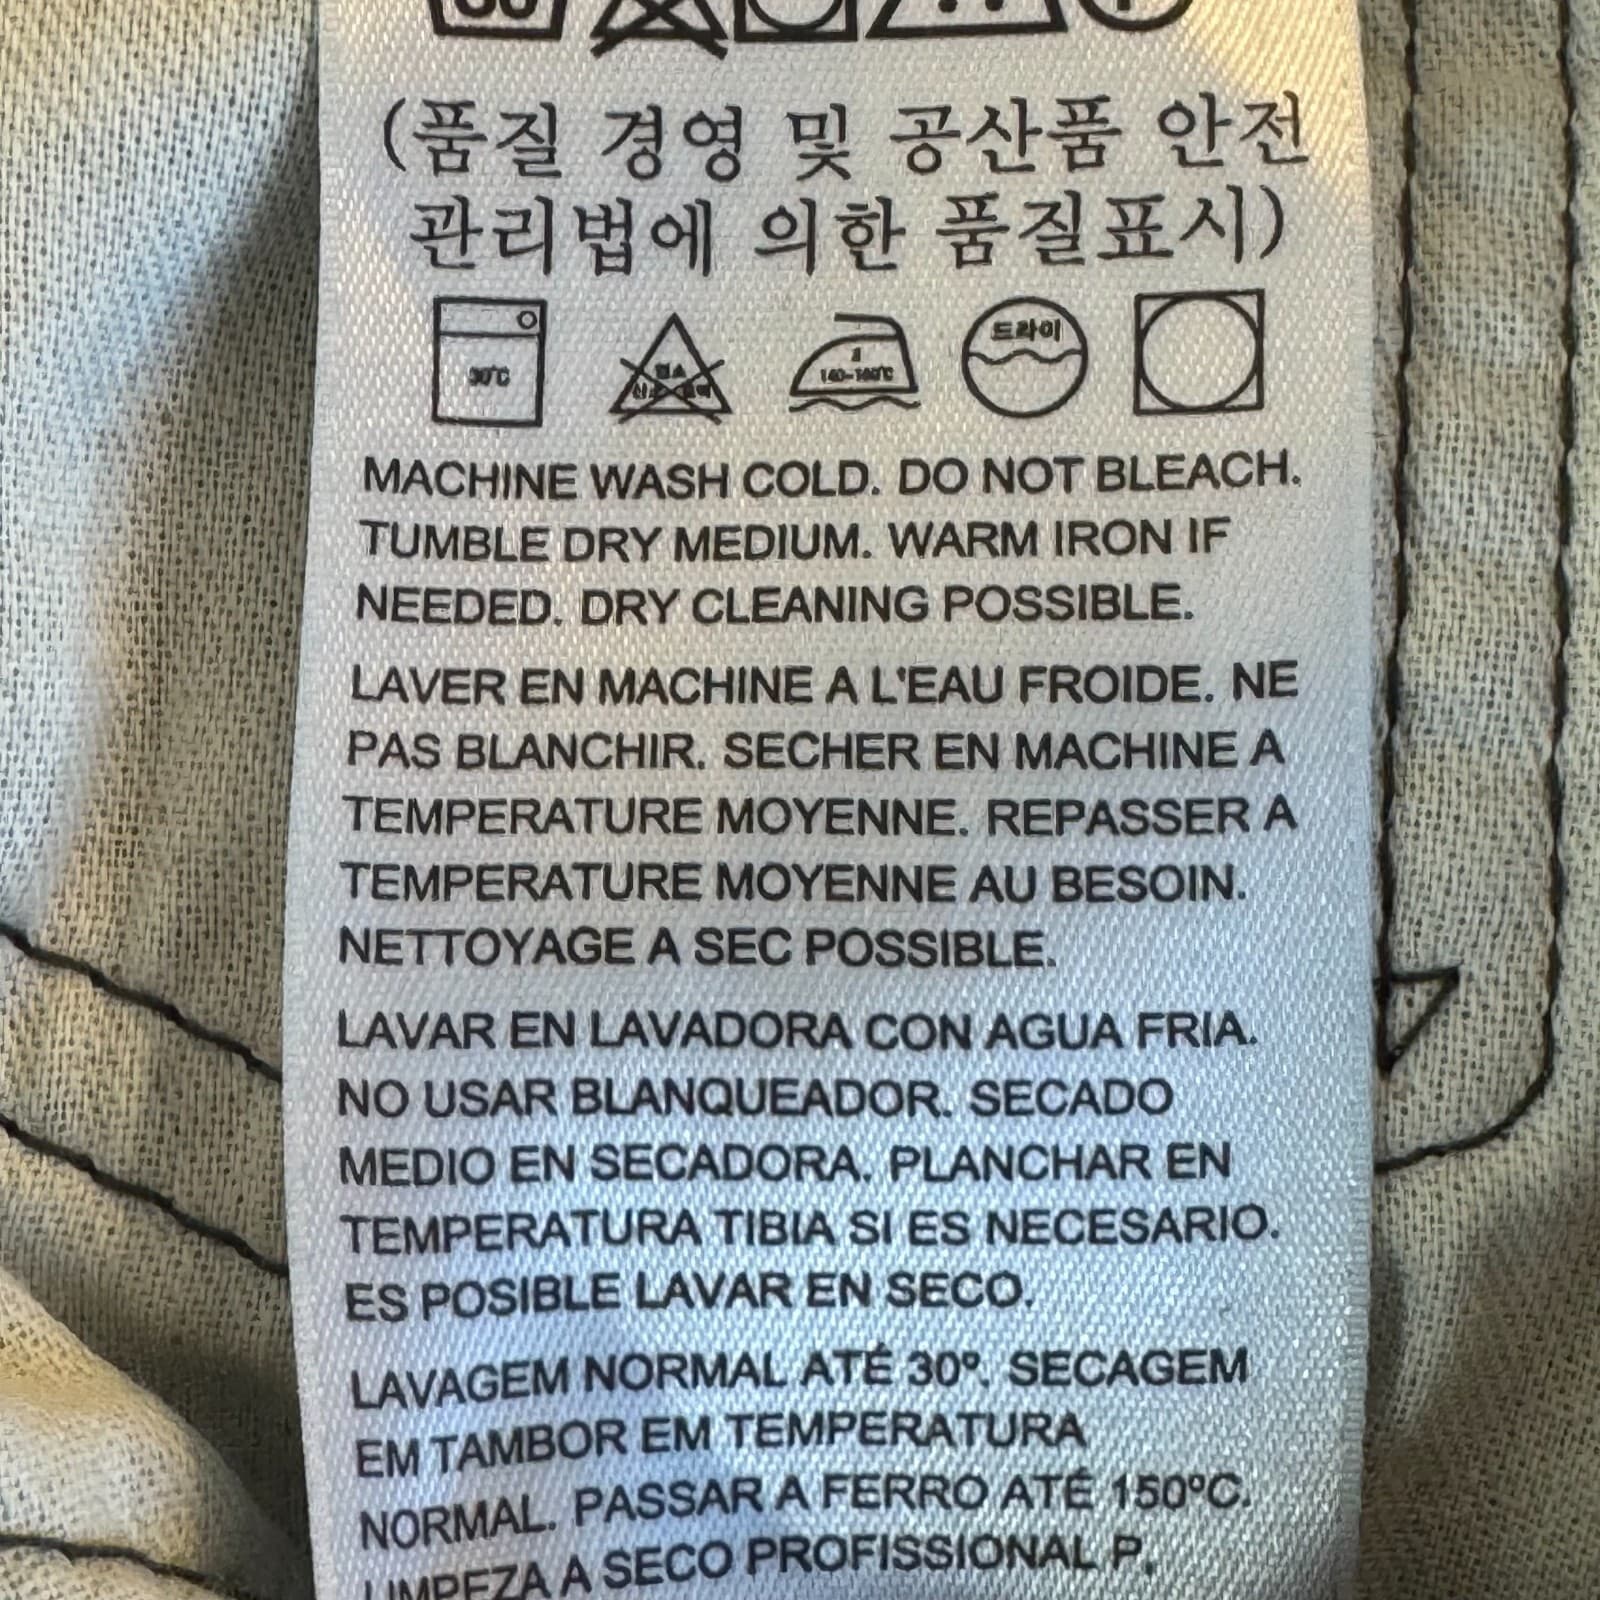 (품질 경영 및 공산품 안전
관리법에 의한 품질표시)
30℃ 드라이
MACHINE WASH COLD. DO NOT BLEACH.
TUMBLE DRY MEDIUM. WARM IRON IF
NEEDED. DRY CLEANING POSSIBLE.
LAVER EN MACHINE A L'EAU FROIDE. NE
PAS BLANCHIR. SECHER EN MACHINE A
TEMPERATURE MOYENNE. REPASSER A
TEMPERATURE MOYENNE AU BESOIN.
NETTOYAGE A SEC POSSIBLE.
LAVAR EN LAVADORA CON AGUA FRIA.
NO USAR BLANQUEADOR. SECADO
MEDIO EN SECADORA. PLANCHAR EN
TEMPERATURA TIBIA SI ES NECESARIO.
ES POSIBLE LAVAR EN SECO.
LAVAGEM NORMAL ATÉ 30º. SECAGEM
EM TAMBOR EM TEMPERATURA
NORMAL. PASSAR A FERRO ATÉ 150ºC.
LIMPEZA A SECO PROFISSIONAL P.